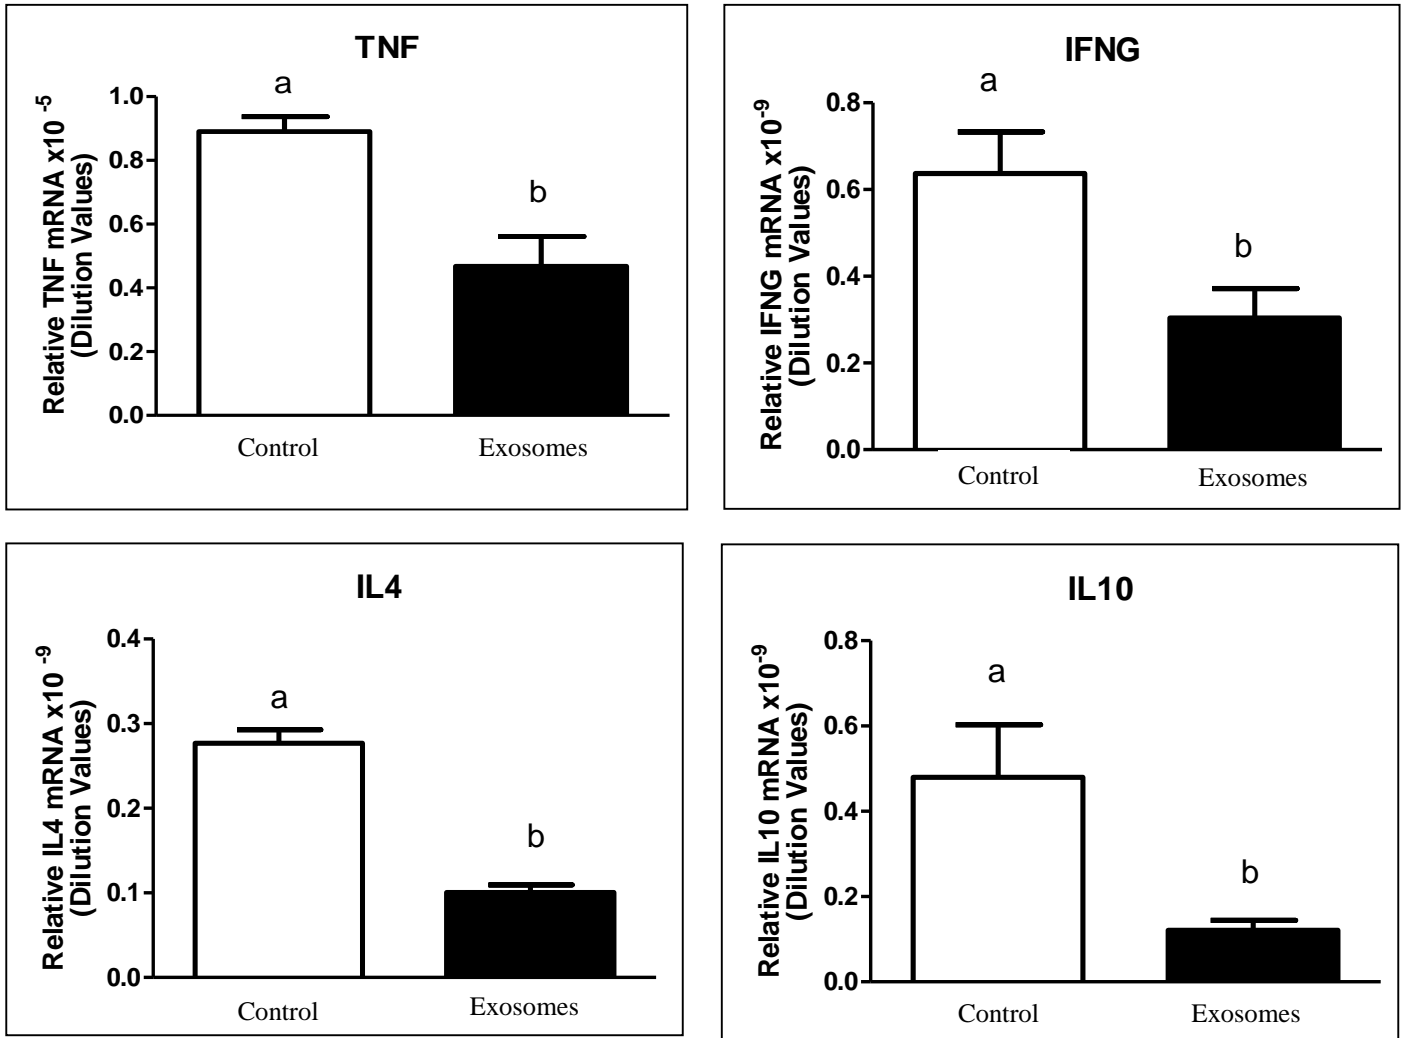 TNF
a
b
Relative TNF mRNA x10 -5
(Dilution Values)
1.0
0.8
0.6
0.4
0.2
0.0
Control
Exosomes
IFNG
a
b
Relative IFNG mRNA x10-9
(Dilution Values)
0.8
0.6
0.4
0.2
0.0
Control
Exosomes
IL4
a
b
Relative IL4 mRNA x10 -9
(Dilution Values)
0.4
0.3
0.2
0.1
0.0
Control
Exosomes
IL10
a
b
Relative IL10 mRNA x10-9
(Dilution Values)
0.8
0.6
0.4
0.2
0.0
Control
Exosomes